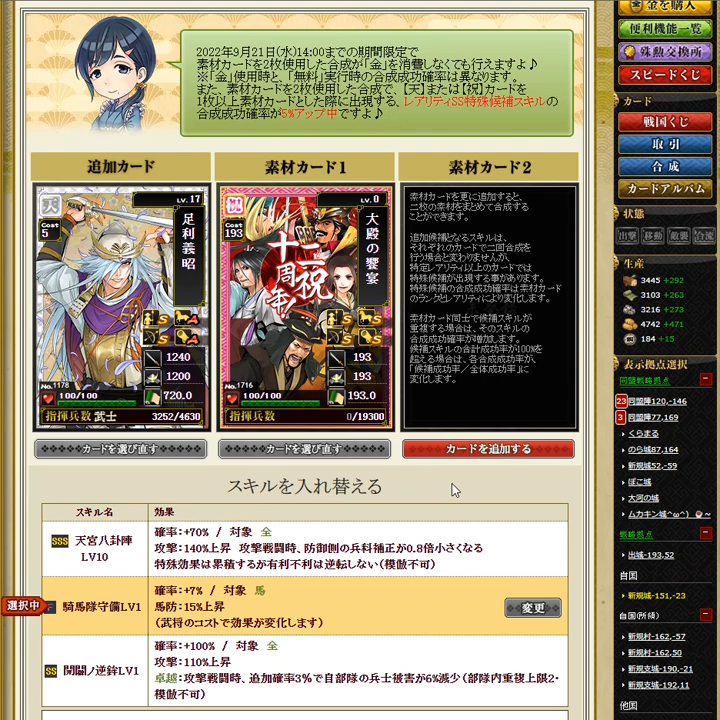 2022年9月21日(水)14:00までの期間限定で
素材カードを2枚使用した合成が「金」を消費しなくても行えますよ♪
※「金」使用時と、「無料」実行時の合成成功確率は異なります。
また、素材カードを2枚使用した合成で、【天】または【祝】カードを
1枚以上素材カードとした際に出現する、レアリティSS特殊候補スキルの
合成成功確率が5%アップ中ですよ♪
追加カード
素材カード1
素材カード2
天
LV. 17
Cost
5
足利義昭
S
A
S
A
1240
1200
No.1178
100/100
720.0
指揮兵数 武士 3252/4630
祝
LV. 0
Cost
193
大殿の饗宴
祝
十一周年
S
A
S
S
193
193
No.1716
100/100
193.0
指揮兵数 0/19300
素材カードを更に追加すると、
二枚の素材をまとめて合成する
ことができます。
追加候補となるスキルは、
それぞれのカードで二回合成を
行う場合と変わりませんが、
特定レアリティ以上のカードでは
特殊候補が出現する事があります。
特殊候補の合成成功確率は素材カード
のランクとレアリティにより変化します。
素材カード同士で候補スキルが
重複する場合は、そのスキルの
合成成功確率が増加します。
候補スキルの合計成功確率が100%を
超える場合は、各合成成功率が、
「候補成功率／全体成功率」に
変化します。
カードを選び直す
カードを選び直す
カードを追加する
スキルを入れ替える
スキル名
効果
SSS 天宮八卦陣
LV10
確率:+70% / 対象 全
攻撃:140%上昇 攻撃戦闘時、防御側の兵科補正が0.8倍小さくなる
特殊効果は累積するが有利不利は逆転しない(模倣不可)
選択中
F 騎馬隊守備LV1
確率:+7% / 対象 馬
馬防:15%上昇
(武将のコストで効果が変化します)
変更
SS 開闢ノ逆鉾LV1
確率:+100% / 対象 全
攻撃:110%上昇
卓越:攻撃戦闘時、追加確率3%で自部隊の兵士被害が6%減少(部隊内重複上限2・
模倣不可)
金を購入
便利機能一覧
殊勲交換所
スピードくじ
カード
戦国くじ
取引
合成
カードアルバム
状態
出撃
移動
敵襲
合流
生産
3445 +292
3103 +263
3216 +273
4742 +471
184 +15
表示拠点選択
同盟戦略拠点
23 同盟陣120,-146
3 同盟陣77,169
くらまる
のら城87,164
新規城52,-59
ぽこ城
大河の城
ムカキン城^ω^)
戦略拠点
出城-193,52
自国
新規城-151,-23
自国(所領)
新規村-162,-57
新規村-162,50
新規支城-190,-21
新規支城-192,11
他国